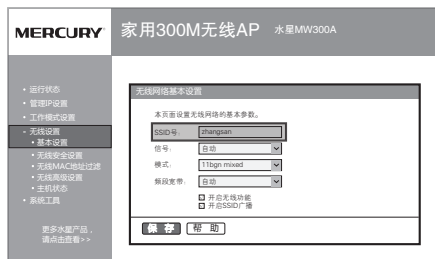 MERCURY
家用300M无线AP 水星MW300A
• 运行状态
• 管理IP设置
• 工作模式设置
- 无线设置
• 基本设置
• 无线安全设置
• 无线MAC地址过滤
• 无线高级设置
• 主机状态
• 系统工具
更多水星产品，
请点击查看>>
无线网络基本设置
本页面设置无线网络的基本参数。
SSID号： zhangsan
信号： 自动
模式： 11bgn mixed
频段宽带： 自动
开启无线功能
开启SSID广播
保 存 帮 助